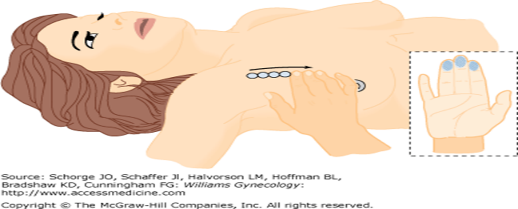 Source: Schorge JO, Schaffer JI, Halvorson LM, Hoffman BL,
Bradshaw KD, Cunningham FG: Williams Gynecology:
http://www.accessmedicine.com
Copyright © The McGraw-Hill Companies, Inc. All rights reserved.